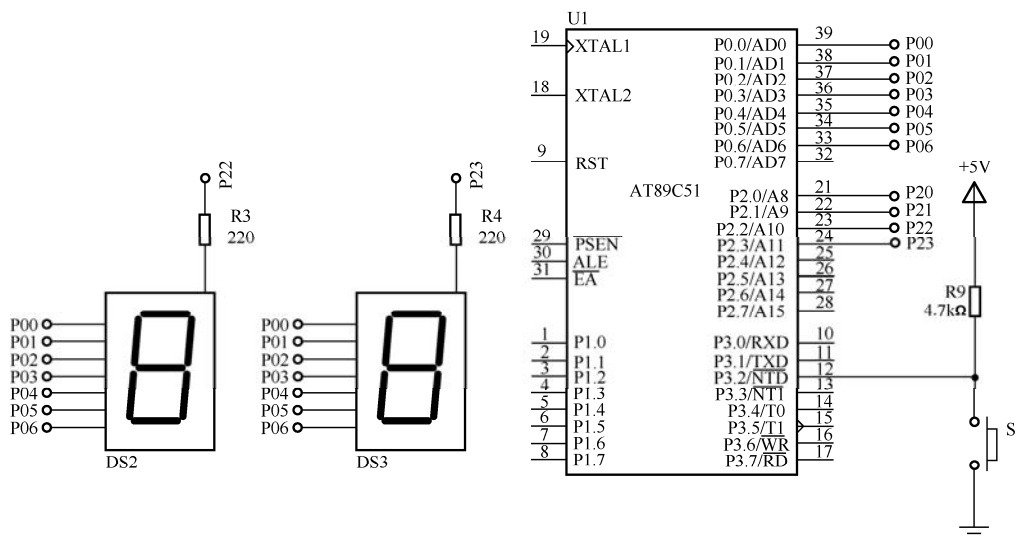 P22
R3
220
P00
P01
P02
P03
P04
P05
P06
DS2
P23
R4
220
P00
P01
P02
P03
P04
P05
P06
DS3
U1
AT89C51
19 XTAL1
18 XTAL2
9 RST
29 PSEN
30 ALE
31 EA
1 P1.0
2 P1.1
3 P1.2
4 P1.3
5 P1.4
6 P1.5
7 P1.6
8 P1.7
P0.0/AD0 39 P00
P0.1/AD1 38 P01
P0.2/AD2 37 P02
P0.3/AD3 36 P03
P0.4/AD4 35 P04
P0.5/AD5 34 P05
P0.6/AD6 33 P06
P0.7/AD7 32
P2.0/A8 21 P20
P2.1/A9 22 P21
P2.2/A10 23 P22
P2.3/A11 24 P23
P2.4/A12 25
P2.5/A13 26
P2.6/A14 27
P2.7/A15 28
P3.0/RXD 10
P3.1/TXD 11
P3.2/NTD 12
P3.3/NT1 13
P3.4/T0 14
P3.5/T1 15
P3.6/WR 16
P3.7/RD 17
+5V
R9
4.7kΩ
S